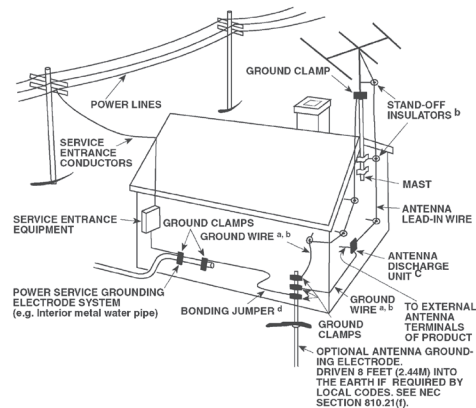 GROUND CLAMP
POWER LINES
STAND-OFF
INSULATORS b
SERVICE
ENTRANCE
CONDUCTORS
MAST
ANTENNA
LEAD-IN WIRE
SERVICE ENTRANCE
EQUIPMENT
GROUND CLAMPS
GROUND WIRE a, b
ANTENNA
DISCHARGE
UNIT C
POWER SERVICE GROUNDING
ELECTRODE SYSTEM
(e.g. Interior metal water pipe)
BONDING JUMPER d
GROUND
WIRE a, b
GROUND
CLAMPS
TO EXTERNAL
ANTENNA
TERMINALS
OF PRODUCT
OPTIONAL ANTENNA GROUND-
ING ELECTRODE.
DRIVEN 8 FEET (2.44M) INTO
THE EARTH IF REQUIRED BY
LOCAL CODES. SEE NEC
SECTION 810.21(f).